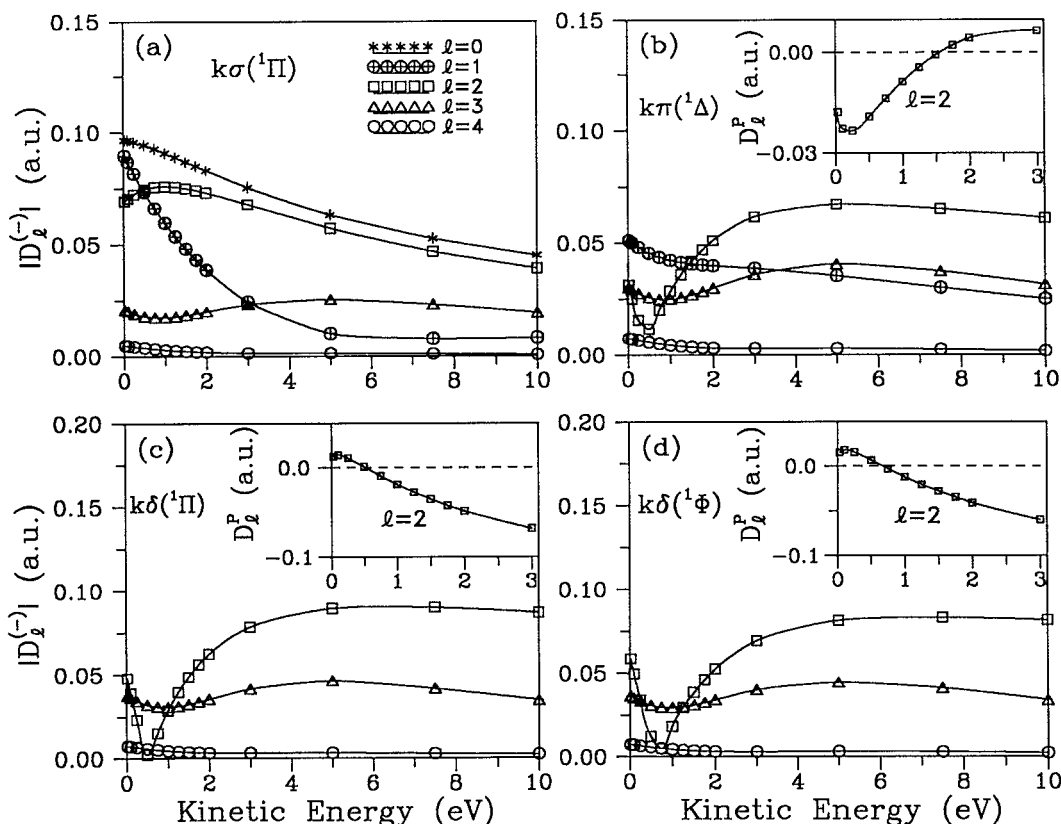 0.15
0.10
0.05
0.00
|D_ℓ^(−)| (a.u.)
(a)
kσ(¹Π)
ℓ=0
ℓ=1
ℓ=2
ℓ=3
ℓ=4
0 2 4 6 8 10
0.15
0.10
0.05
0.00
(b)
kπ(¹Δ)
0.00
−0.03
D_ℓ^P (a.u.)
ℓ=2
0 1 2 3
0 2 4 6 8 10
0.20
0.15
0.10
0.05
0.00
|D_ℓ^(−)| (a.u.)
(c)
kδ(¹Π)
0.0
−0.1
D_ℓ^P (a.u.)
ℓ=2
0 1 2 3
0 2 4 6 8 10
Kinetic Energy (eV)
0.20
0.15
0.10
0.05
0.00
(d)
kδ(¹Φ)
0.0
−0.1
D_ℓ^P (a.u.)
ℓ=2
0 1 2 3
0 2 4 6 8 10
Kinetic Energy (eV)